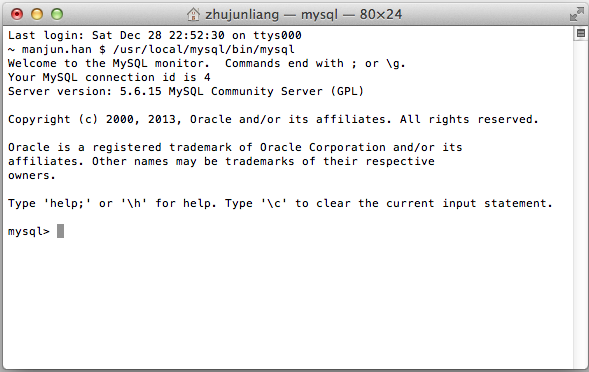 zhujunliang — mysql — 80×24
Last login: Sat Dec 28 22:52:30 on ttys000
~ manjun.han $ /usr/local/mysql/bin/mysql
Welcome to the MySQL monitor.  Commands end with ; or \g.
Your MySQL connection id is 4
Server version: 5.6.15 MySQL Community Server (GPL)
Copyright (c) 2000, 2013, Oracle and/or its affiliates. All rights reserved.
Oracle is a registered trademark of Oracle Corporation and/or its
affiliates. Other names may be trademarks of their respective
owners.
Type 'help;' or '\h' for help. Type '\c' to clear the current input statement.
mysql>